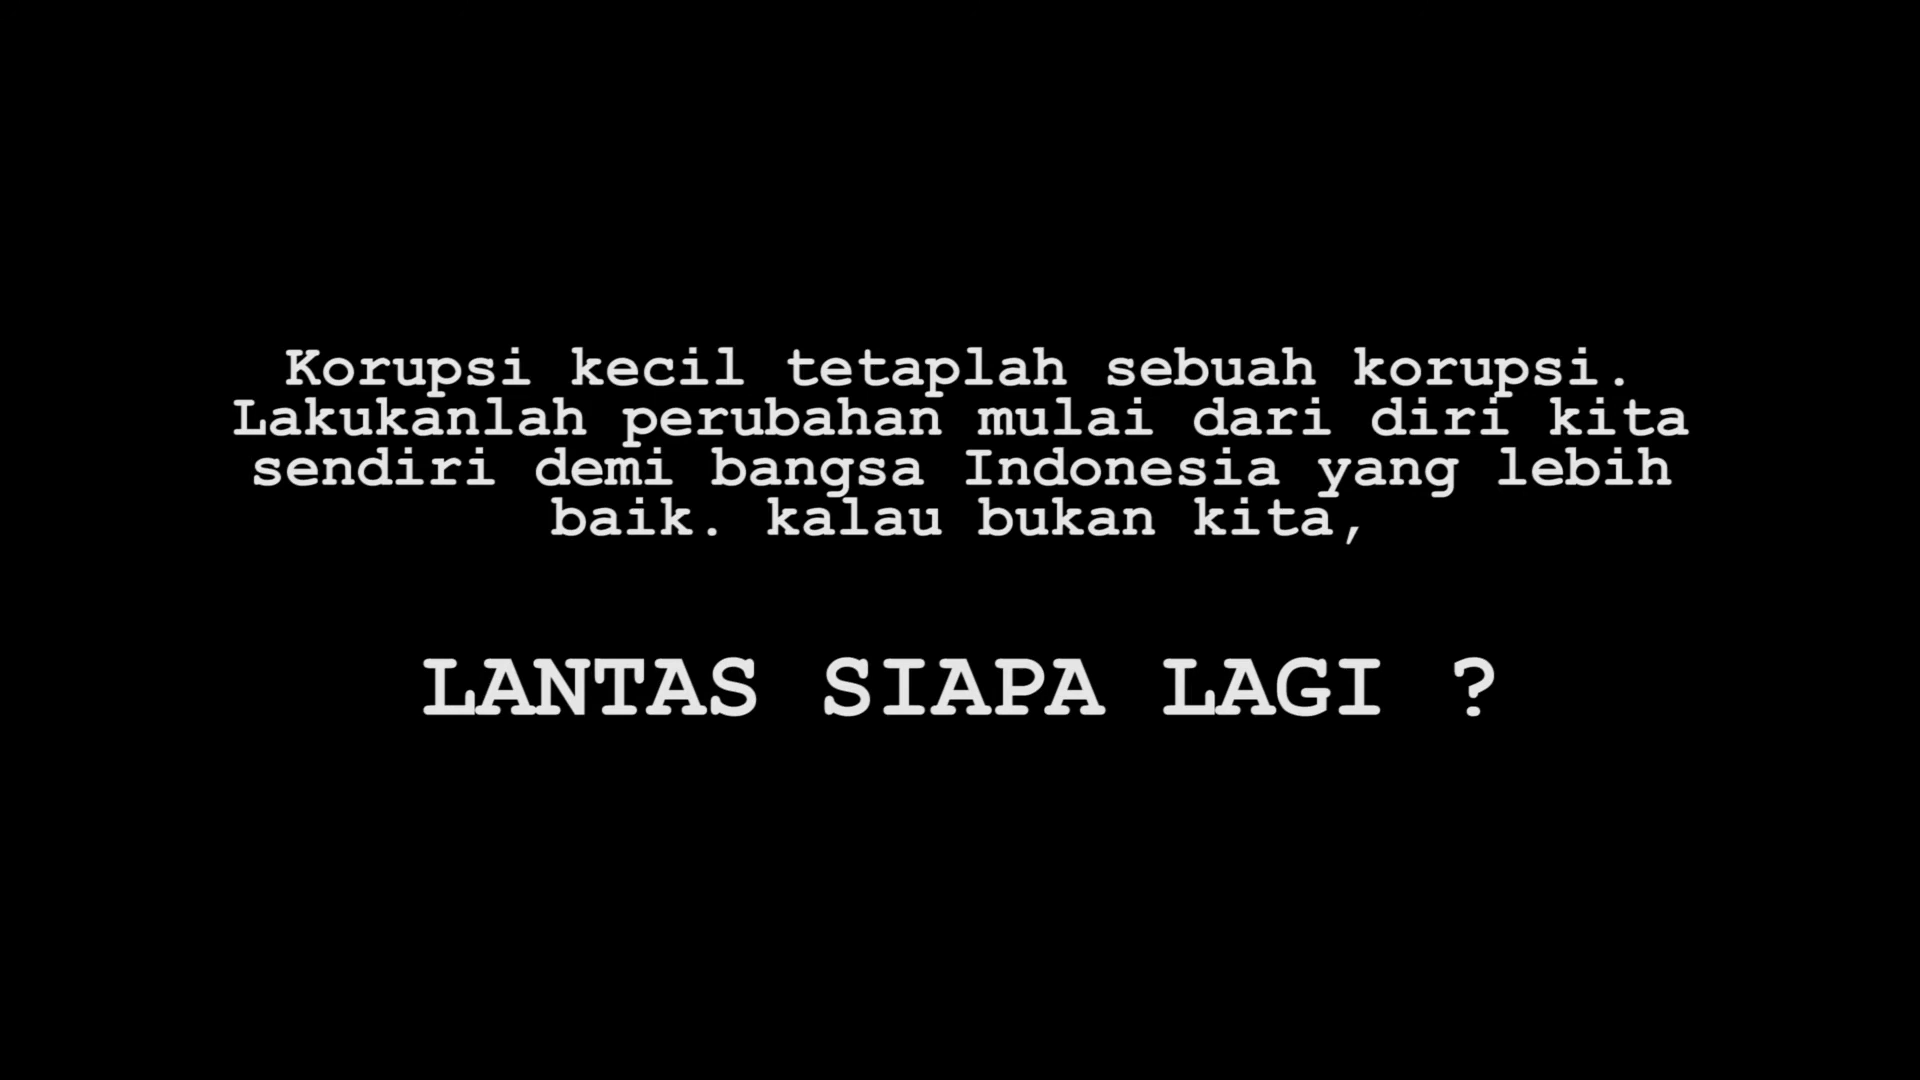 Korupsi kecil tetaplah sebuah korupsi.
Lakukanlah perubahan mulai dari diri kita
sendiri demi bangsa Indonesia yang lebih
baik. kalau bukan kita,
LANTAS SIAPA LAGI ?